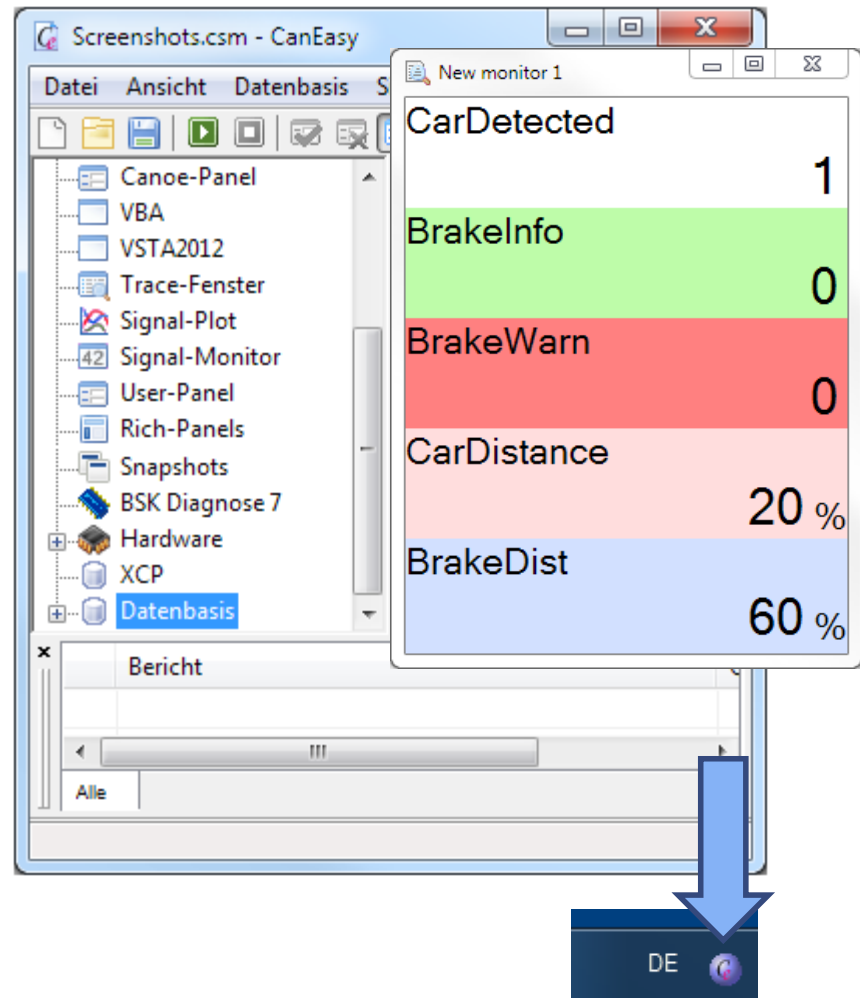 Screenshots.csm - CanEasy
Datei Ansicht Datenbasis S
Canoe-Panel
VBA
VSTA2012
Trace-Fenster
Signal-Plot
42 Signal-Monitor
User-Panel
Rich-Panels
Snapshots
BSK Diagnose 7
Hardware
XCP
Datenbasis
Bericht
Alle
New monitor 1
CarDetected
1
BrakeInfo
0
BrakeWarn
0
CarDistance
20 %
BrakeDist
60 %
DE